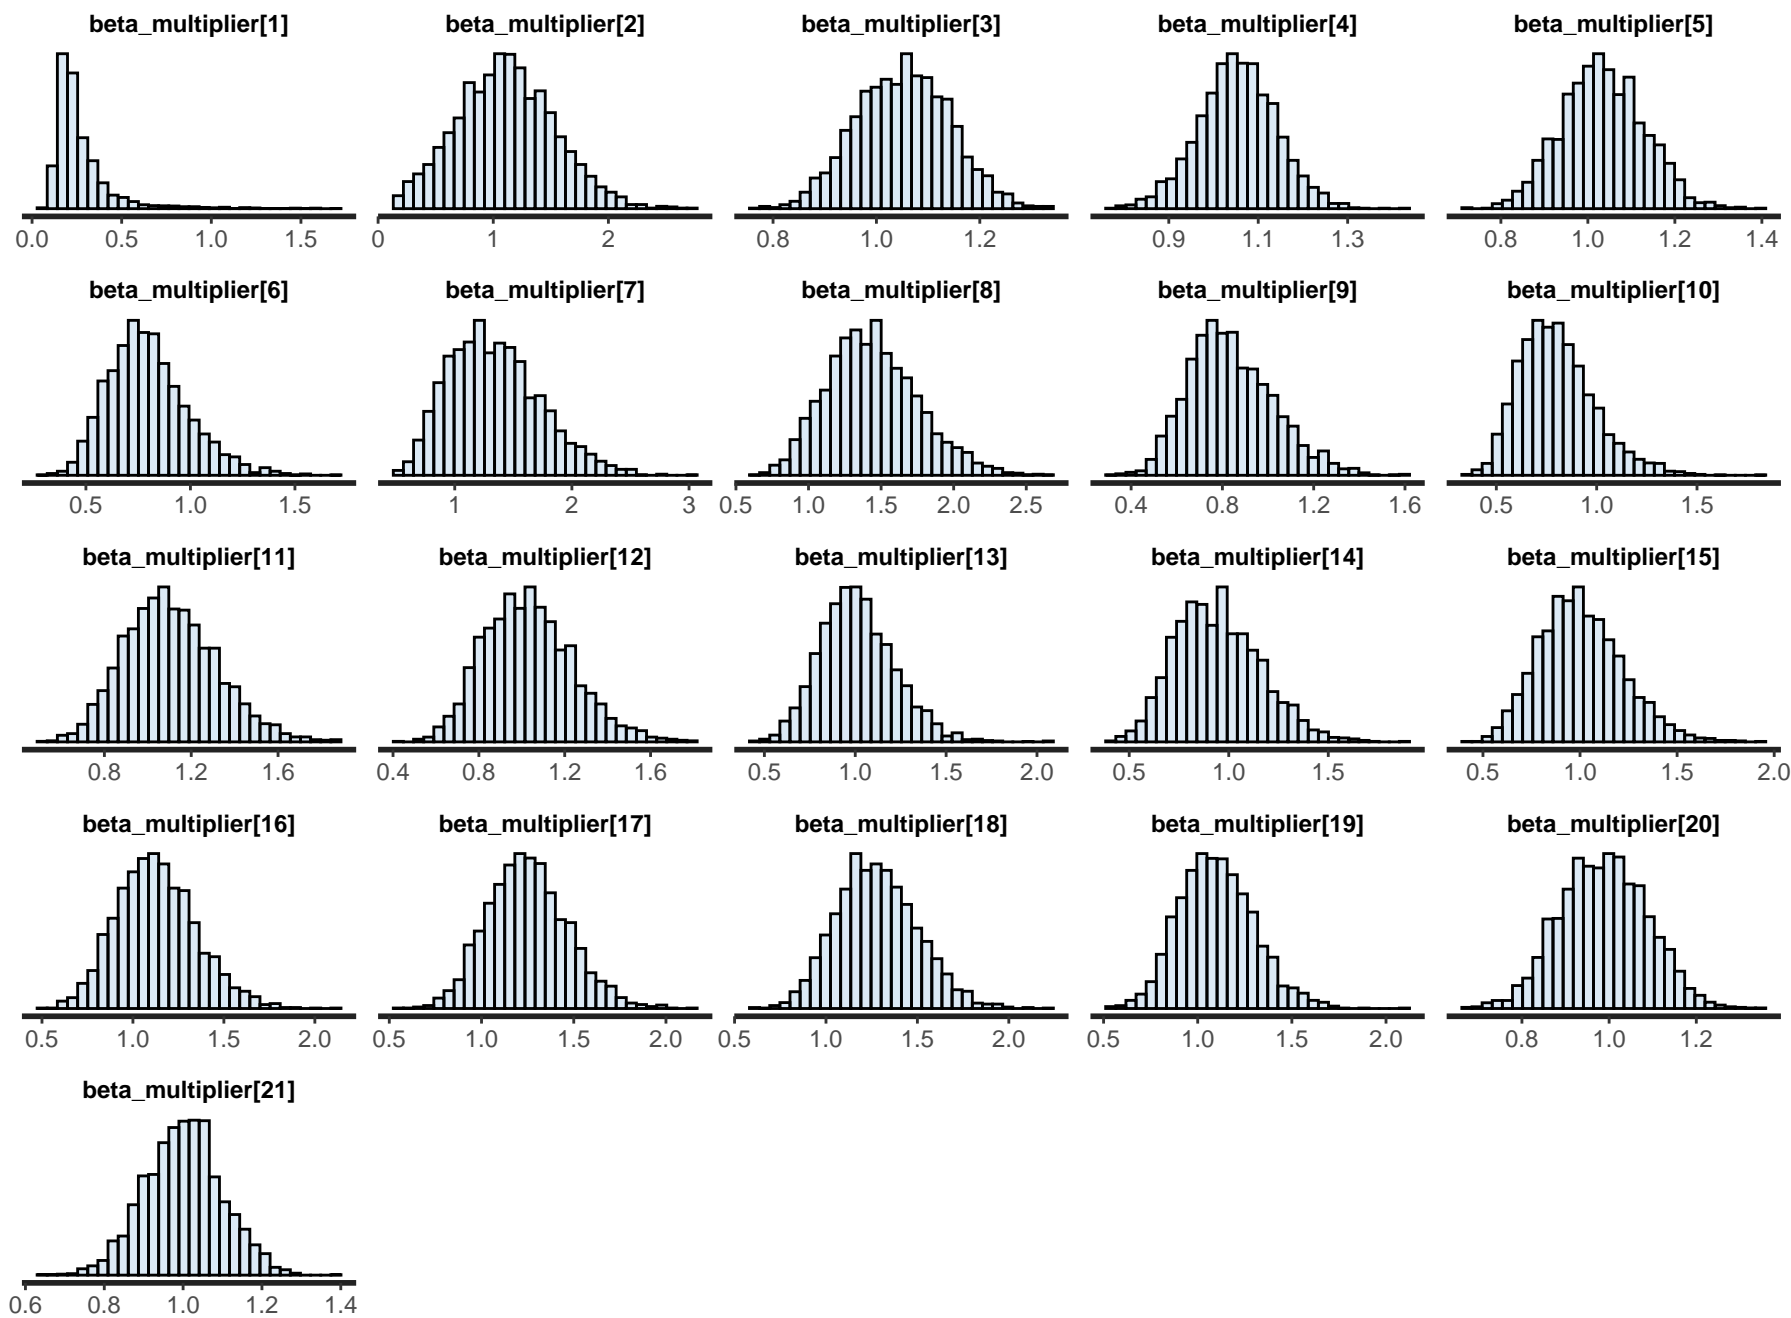 beta_multiplier[1] beta_multiplier[2] beta_multiplier[3] beta_multiplier[4] beta_multiplier[5]
0.0 0.5 1.0 1.5 0 1 2 0.8 1.0 1.2 0.9 1.1 1.3 0.8 1.0 1.2 1.4
beta_multiplier[6] beta_multiplier[7] beta_multiplier[8] beta_multiplier[9] beta_multiplier[10]
0.5 1.0 1.5 1 2 3 0.5 1.0 1.5 2.0 2.5 0.4 0.8 1.2 1.6 0.5 1.0 1.5
beta_multiplier[11] beta_multiplier[12] beta_multiplier[13] beta_multiplier[14] beta_multiplier[15]
0.8 1.2 1.6 0.4 0.8 1.2 1.6 0.5 1.0 1.5 2.0 0.5 1.0 1.5 0.5 1.0 1.5 2.0
beta_multiplier[16] beta_multiplier[17] beta_multiplier[18] beta_multiplier[19] beta_multiplier[20]
0.5 1.0 1.5 2.0 0.5 1.0 1.5 2.0 0.5 1.0 1.5 2.0 0.5 1.0 1.5 2.0 0.8 1.0 1.2
beta_multiplier[21]
0.6 0.8 1.0 1.2 1.4